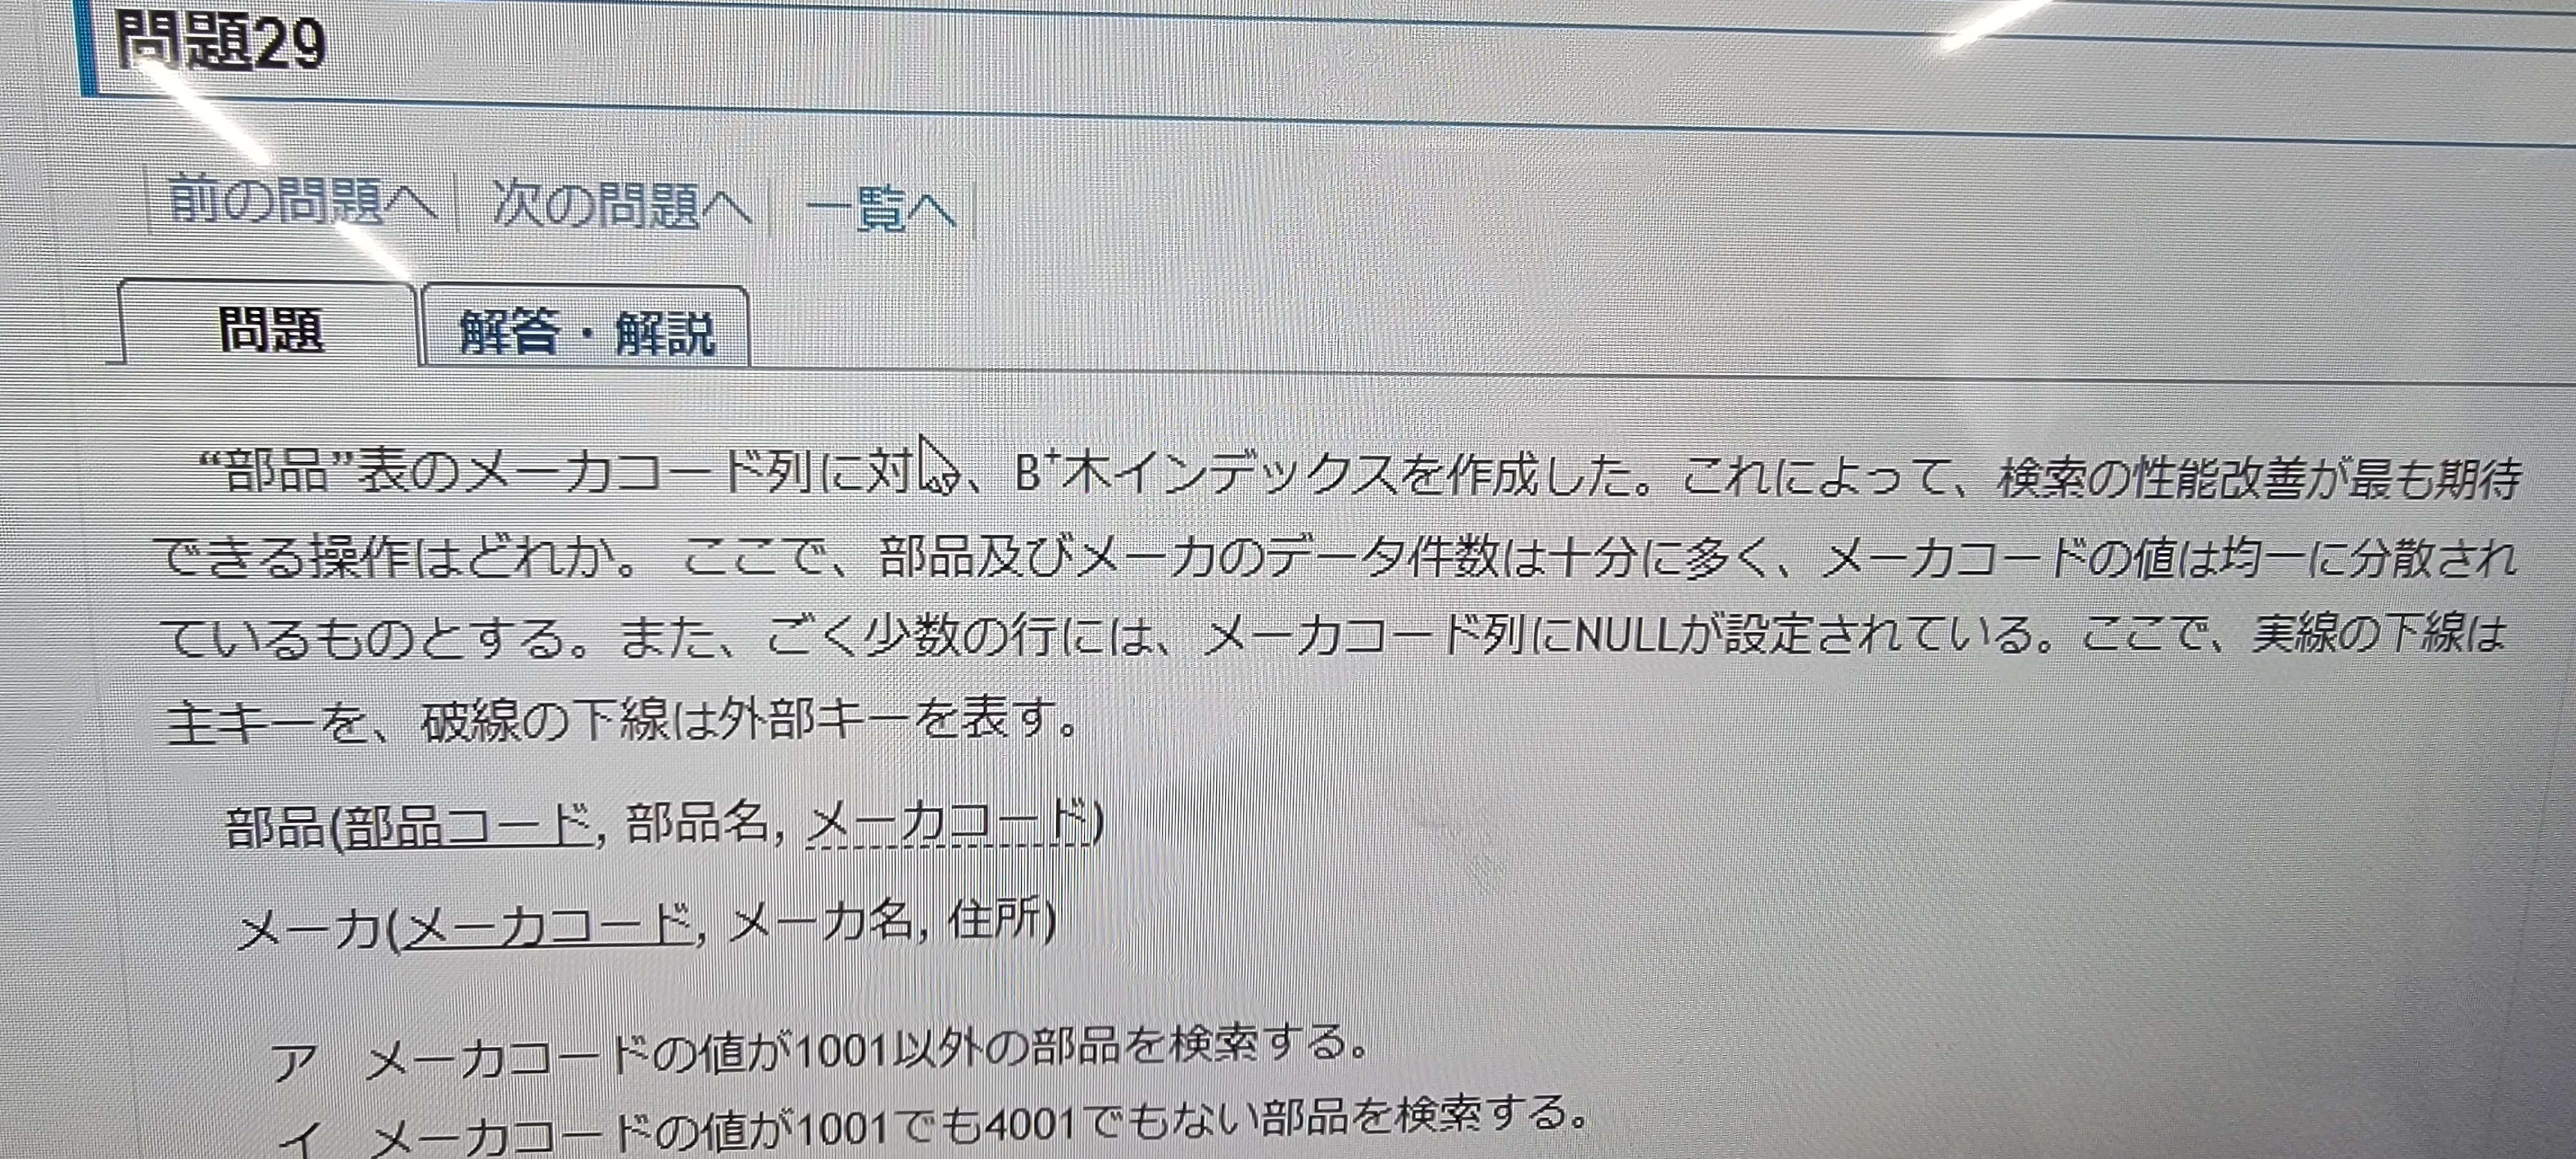 問題29
前の問題へ 次の問題へ 一覧へ
問題 解答・解説
“部品”表のメーカコード列に対し、B+木インデックスを作成した。これによって、検索の性能改善が最も期待
できる操作はどれか。 ここで、部品及びメーカのデータ件数は十分に多く、メーカコードの値は均一に分散され
ているものとする。また、ごく少数の行には、メーカコード列にNULLが設定されている。ここで、実線の下線は
主キーを、破線の下線は外部キーを表す。
部品(部品コード, 部品名, メーカコード)
メーカ(メーカコード, メーカ名, 住所)
ア メーカコードの値が1001以外の部品を検索する。
イ メーカコードの値が1001でも4001でもない部品を検索する。